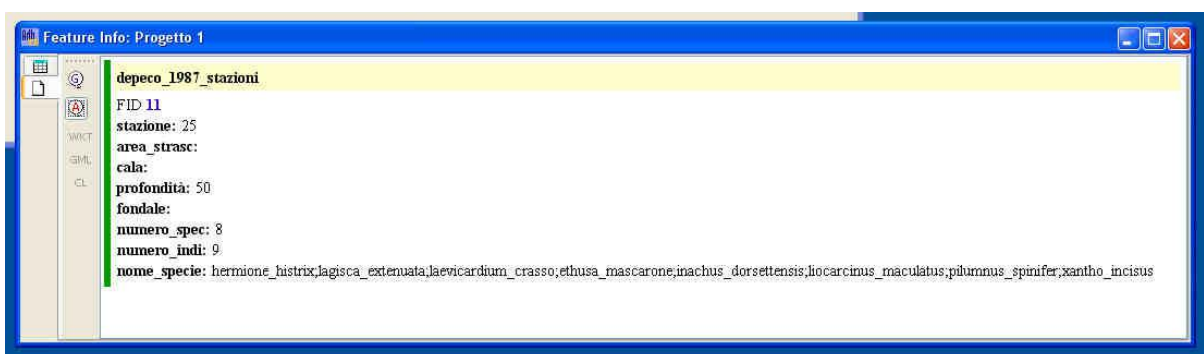 Feature Info: Progetto 1
depeco_1987_stazioni
FID 11
stazione: 25
area_strasc:
cala:
profondità: 50
fondale:
numero_spec: 8
numero_indi: 9
nome_specie: hermione_histrix;lagisca_extenuata;laevicardium_crasso;ethusa_mascarone;inachus_dorsettensis;liocarcinus_maculatus;pilumnus_spinifer;xantho_incisus
G
A
WKT
GML
CL